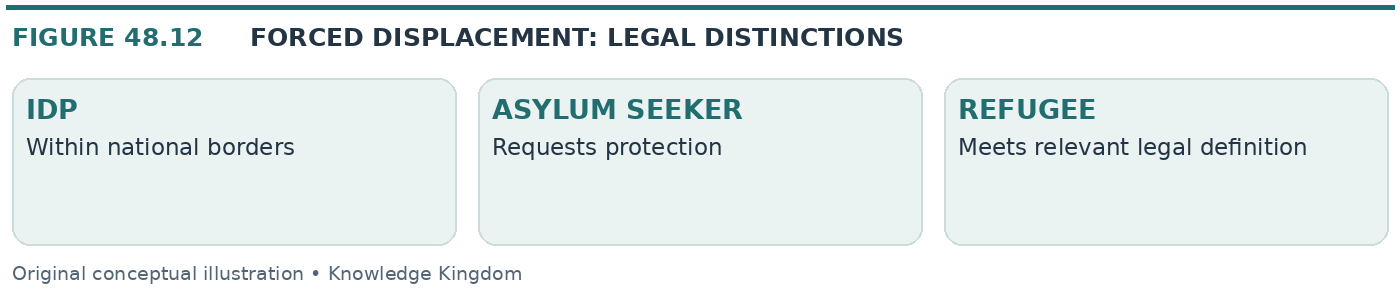 FIGURE 48.12 FORCED DISPLACEMENT: LEGAL DISTINCTIONS
IDP
Within national borders
ASYLUM SEEKER
Requests protection
REFUGEE
Meets relevant legal definition
Original conceptual illustration • Knowledge Kingdom